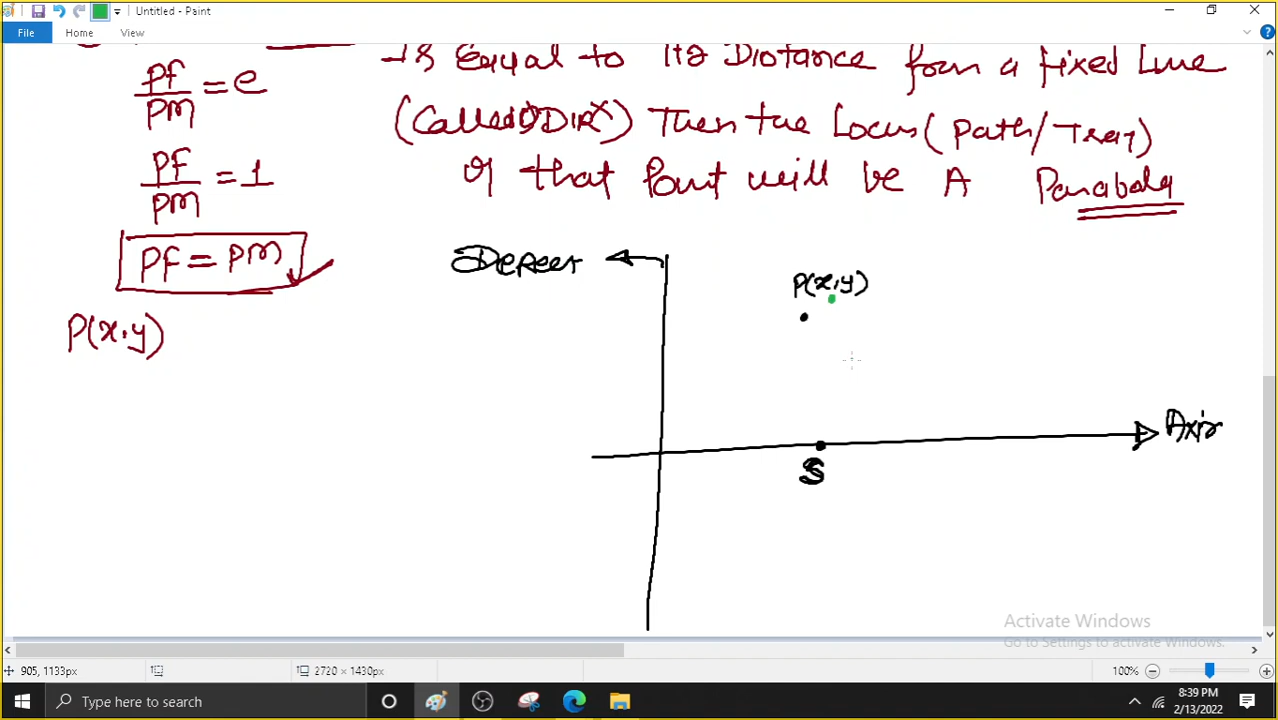 Untitled - Paint
File Home View
Is Equal to Its Distance from a fixed Line
(Called Dirx) Then the Locus (Path/Traj)
of that Point will be A Parabola
PF/PM = e
PF/PM = 1
PF = PM
P(x,y)
P(x,y)
Axis
S
Activate Windows
Go to Settings to activate Windows.
905, 1133px
2720 × 1430px
100%
Type here to search
8:39 PM
2/13/2022